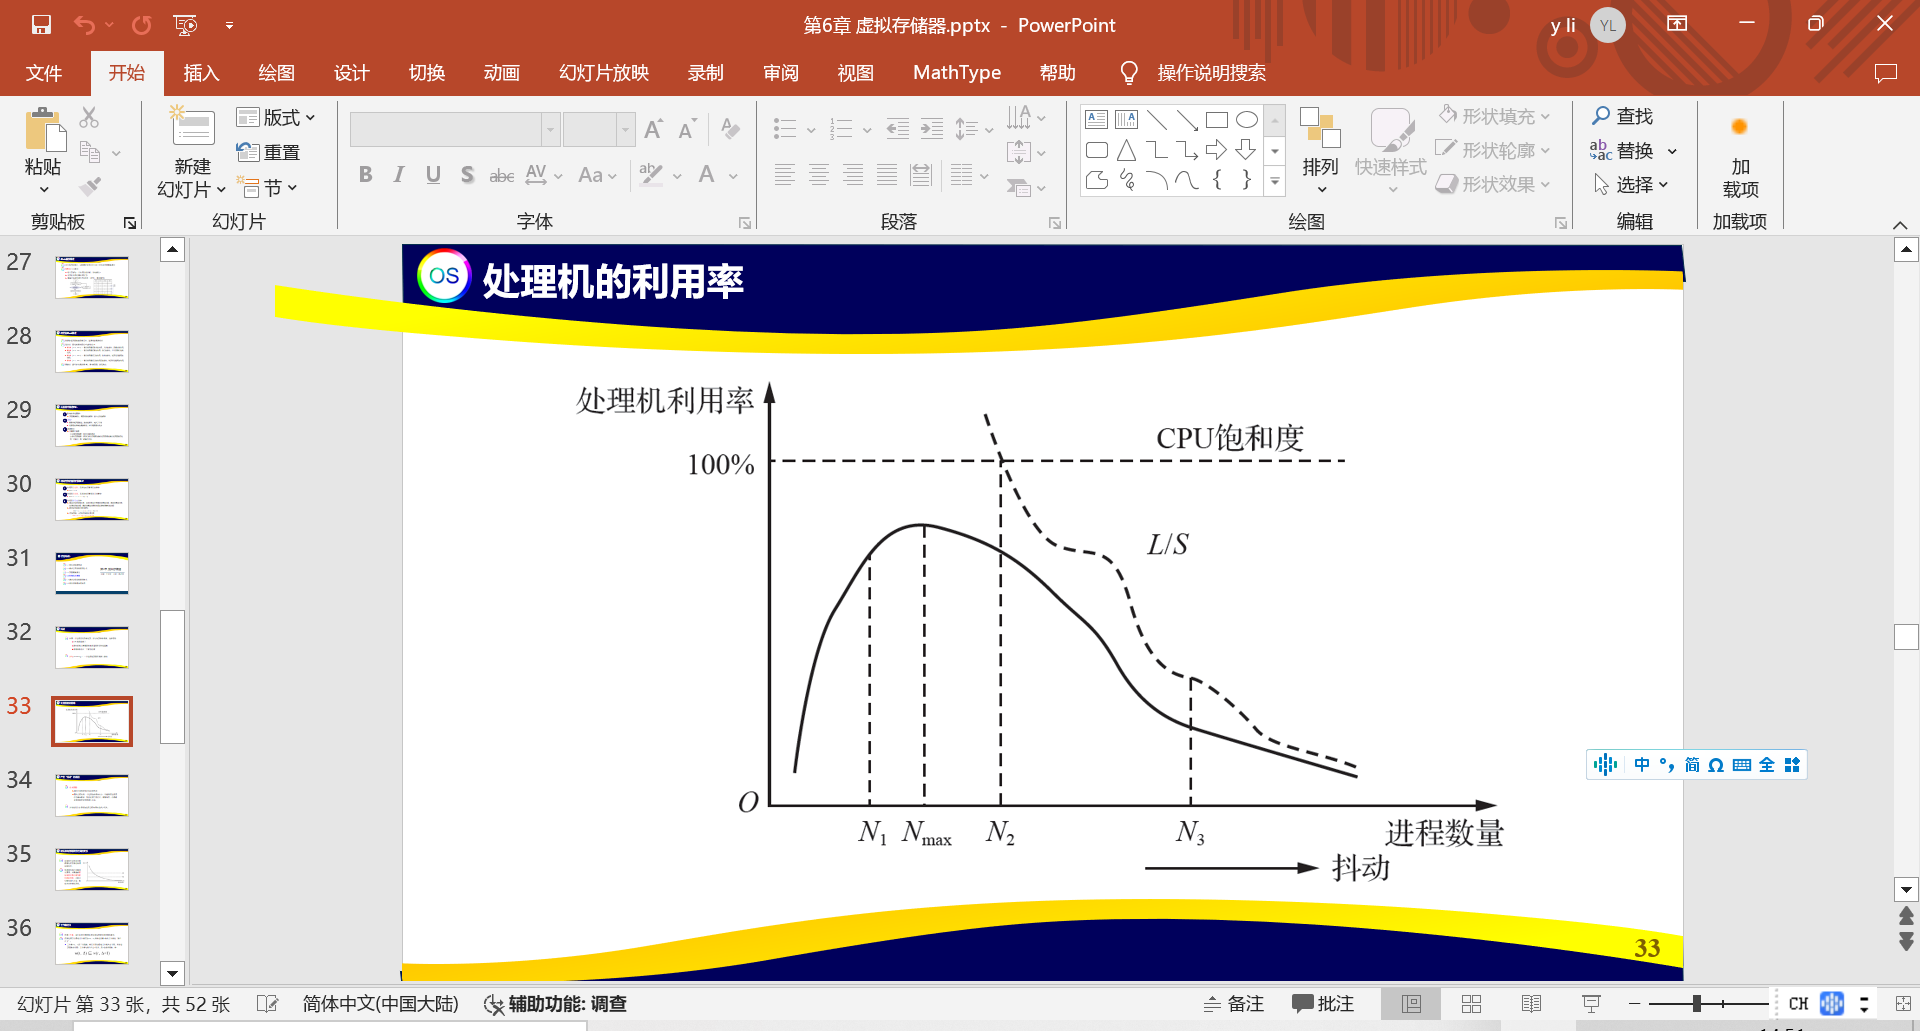 第6章 虚拟存储器.pptx - PowerPoint
y li
YL
文件 开始 插入 绘图 设计 切换 动画 幻灯片放映 录制 审阅 视图 MathType 帮助 操作说明搜索
粘贴
剪贴板
新建
幻灯片
版式
重置
节
幻灯片
B I U S abc AV Aa A
字体
段落
排列
快速样式
形状填充
形状轮廓
形状效果
绘图
查找
替换
选择
编辑
加
载项
加载项
27
28
29
30
31
32
33
34
35
36
OS 处理机的利用率
处理机利用率
CPU饱和度
100%
L/S
O
N1 Nmax N2 N3
进程数量
抖动
33
中 °, 简 全
幻灯片 第 33 张，共 52 张 简体中文(中国大陆) 辅助功能: 调查 备注 批注
CH